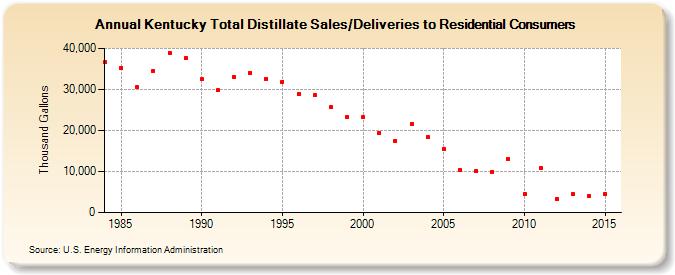 Annual Kentucky Total Distillate Sales/Deliveries to Residential Consumers
Thousand Gallons
40,000
30,000
20,000
10,000
0
1985 1990 1995 2000 2005 2010 2015
Source: U.S. Energy Information Administration